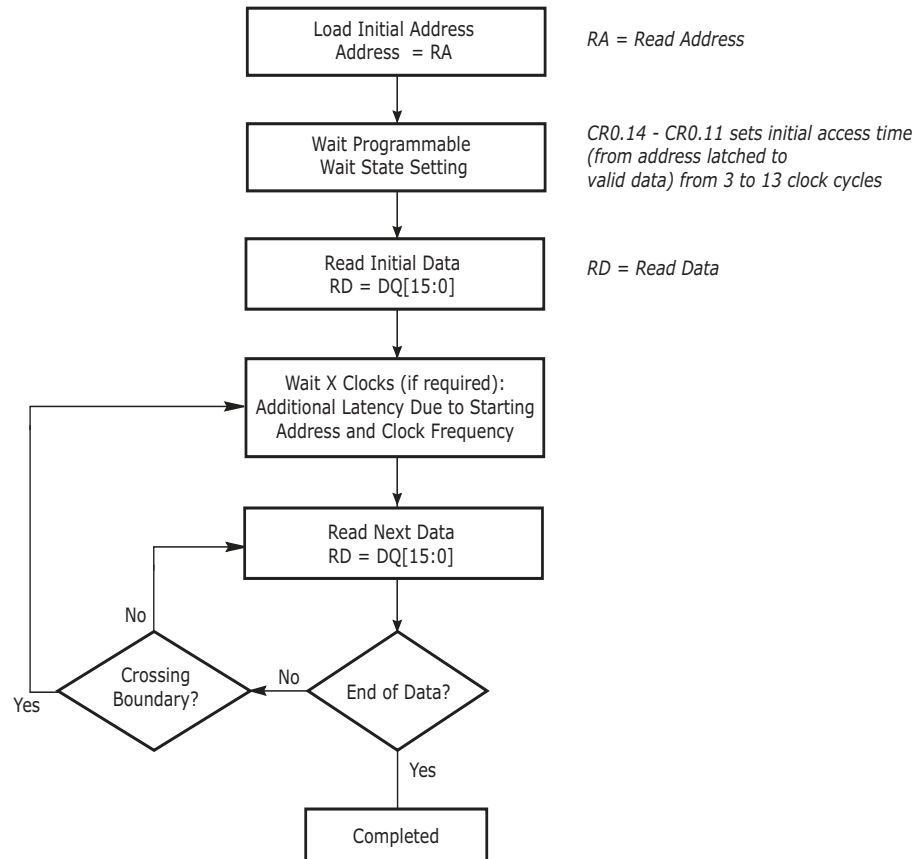 Load Initial Address
Address = RA
RA = Read Address
Wait Programmable
Wait State Setting
CR0.14 - CR0.11 sets initial access time
(from address latched to
valid data) from 3 to 13 clock cycles
Read Initial Data
RD = DQ[15:0]
RD = Read Data
Wait X Clocks (if required):
Additional Latency Due to Starting
Address and Clock Frequency
Read Next Data
RD = DQ[15:0]
No
Crossing
Boundary?
Yes
No
End of Data?
Yes
Completed